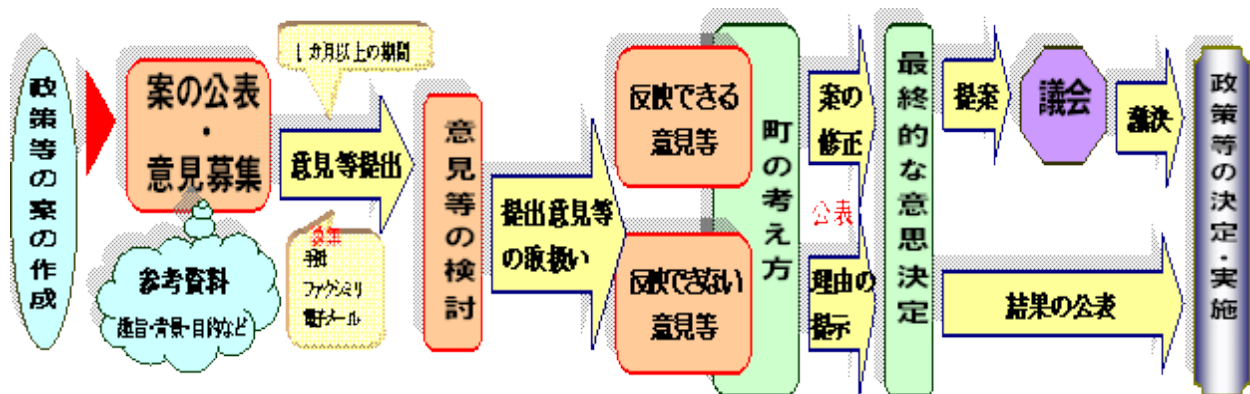 政策等の案の作成
案の公表
・
意見募集
参考資料
趣旨・背景・目的など
1カ月以上の期間
意見等提出
募集
手紙
ファクシミリ
電子メール
意見等の検討
提出意見等
の取扱い
反映できる
意見等
反映できない
意見等
町の考え方
案の
修正
公表
理由の
提示
最終的な意思決定
提案
議会
議決
結果の公表
政策等の決定・実施